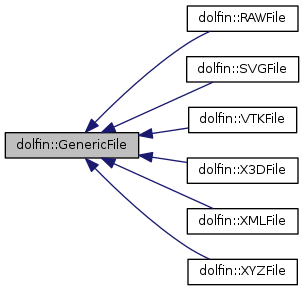 dolfin::RAWFile
dolfin::SVGFile
dolfin::VTKFile
dolfin::GenericFile
dolfin::X3DFile
dolfin::XMLFile
dolfin::XYZFile